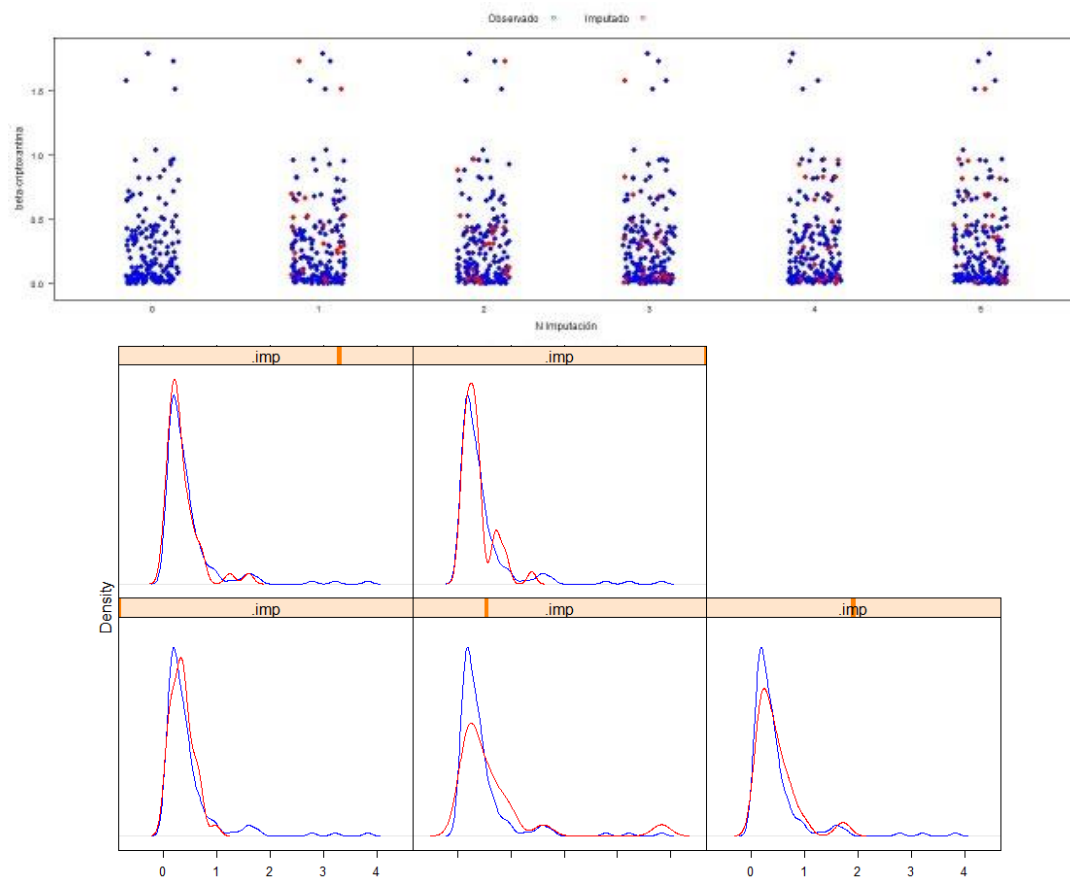 Observado Imputado
beta-criptoxantina
1.5
1.0
0.5
0.0
0 1 2 3 4 5
N Imputación
.imp .imp
Density
.imp .imp .imp
0 1 2 3 4 0 1 2 3 4